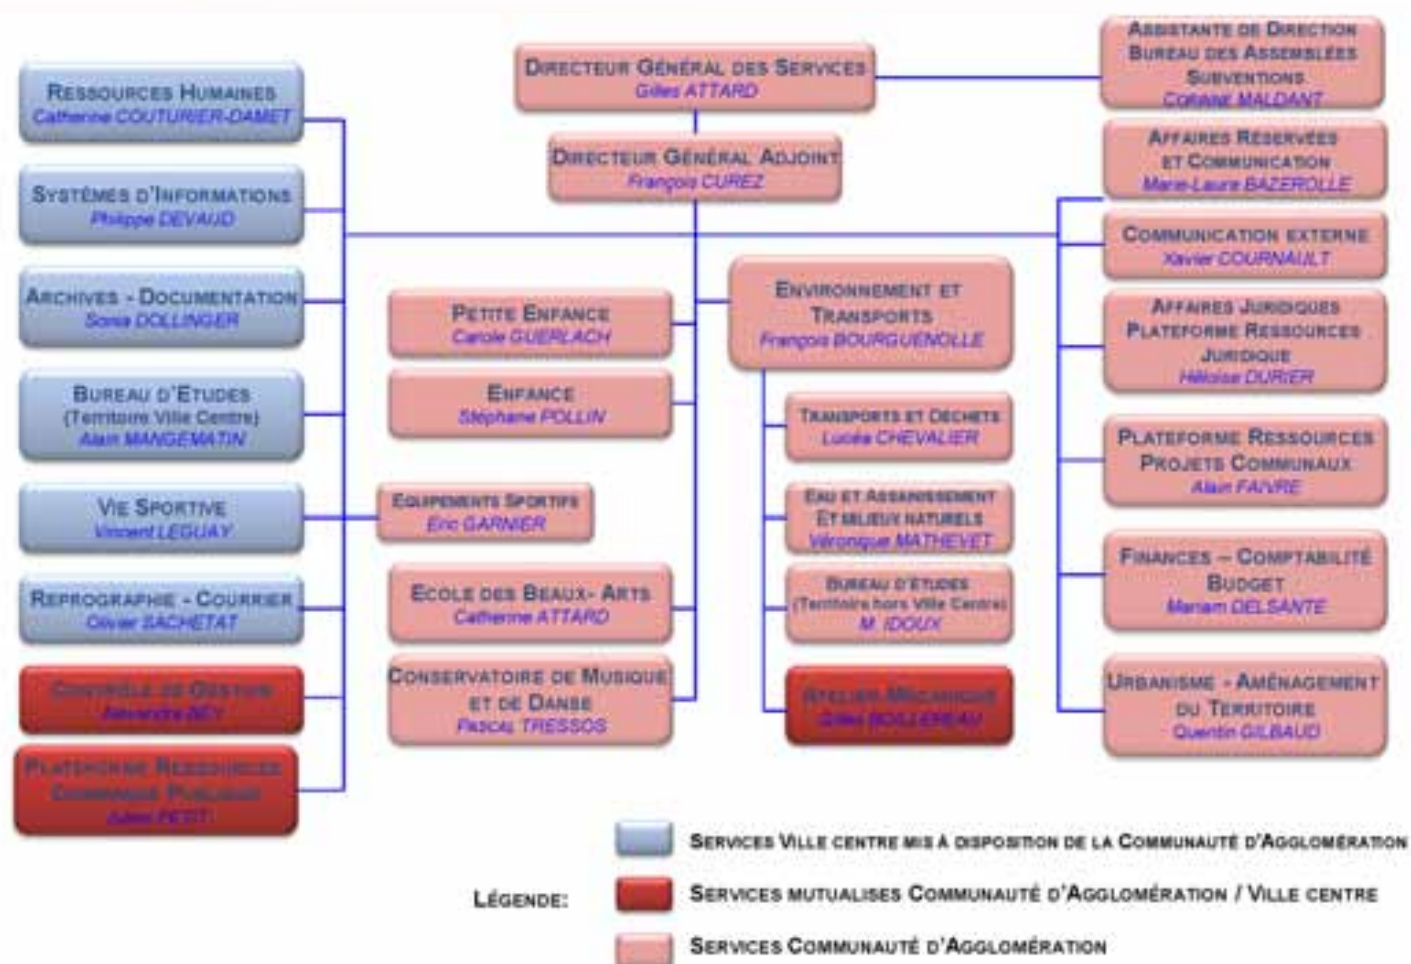 DIRECTEUR GÉNÉRAL DES SERVICES
Gilles ATTARD
ASSISTANTE DE DIRECTION
BUREAU DES ASSEMBLÉES
SUBVENTIONS
Corinne MALDANT
DIRECTEUR GÉNÉRAL ADJOINT
François CUREZ
RESSOURCES HUMAINES
Catherine COUTURIER-DAMET
SYSTÈMES D'INFORMATIONS
Philippe DEVAUD
ARCHIVES - DOCUMENTATION
Sonia DOLLINGER
BUREAU D'ETUDES
(Territoire Ville Centre)
Alain MANGEMATIN
VIE SPORTIVE
Vincent LEGUAY
REPROGRAPHIE - COURRIER
Olivier SACHETAT
CONTRÔLE DE GESTION
Alexandra BEY
PLATEFORME RESSOURCES
COMMANDE PUBLIQUE
PETIT
PETITE ENFANCE
Carole GUERLACH
ENFANCE
Stéphane POLLIN
EQUIPEMENTS SPORTIFS
Eric GARNIER
ECOLE DES BEAUX- ARTS
Catherine ATTARD
CONSERVATOIRE DE MUSIQUE
ET DE DANSE
PASCAL TRESSOS
ENVIRONNEMENT ET
TRANSPORTS
François BOURGUENOLLE
TRANSPORTS ET DÉCHETS
Lucéa CHEVALIER
EAU ET ASSAINISSEMENT
ET MILIEUX NATURELS
Véronique MATHEVET
BUREAU D'ÉTUDES
(Territoire hors Ville Centre)
M. IDOUX
ATELIER MÉCANIQUE
Gilles BOILLEREAU
AFFAIRES RÉSERVÉES
ET COMMUNICATION
Marie-Laure BAZEROLLE
COMMUNICATION EXTERNE
Xavier COURNAULT
AFFAIRES JURIDIQUES
PLATEFORME RESSOURCES
JURIDIQUE
Héloïse DURIER
PLATEFORME RESSOURCES
PROJETS COMMUNAUX
Alain FAIVRE
FINANCES – COMPTABILITÉ
BUDGET
Mariam DELSANTE
URBANISME - AMÉNAGEMENT
DU TERRITOIRE
Quentin GILBAUD
LÉGENDE:
SERVICES VILLE CENTRE MIS À DISPOSITION DE LA COMMUNAUTÉ D'AGGLOMÉRATION
SERVICES MUTUALISES COMMUNAUTÉ D'AGGLOMÉRATION / VILLE CENTRE
SERVICES COMMUNAUTÉ D'AGGLOMÉRATION